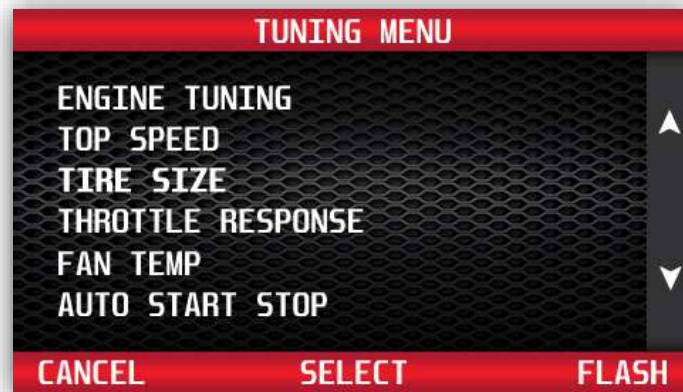 TUNING MENU
ENGINE TUNING
TOP SPEED
TIRE SIZE
THROTTLE RESPONSE
FAN TEMP
AUTO START STOP
CANCEL SELECT FLASH